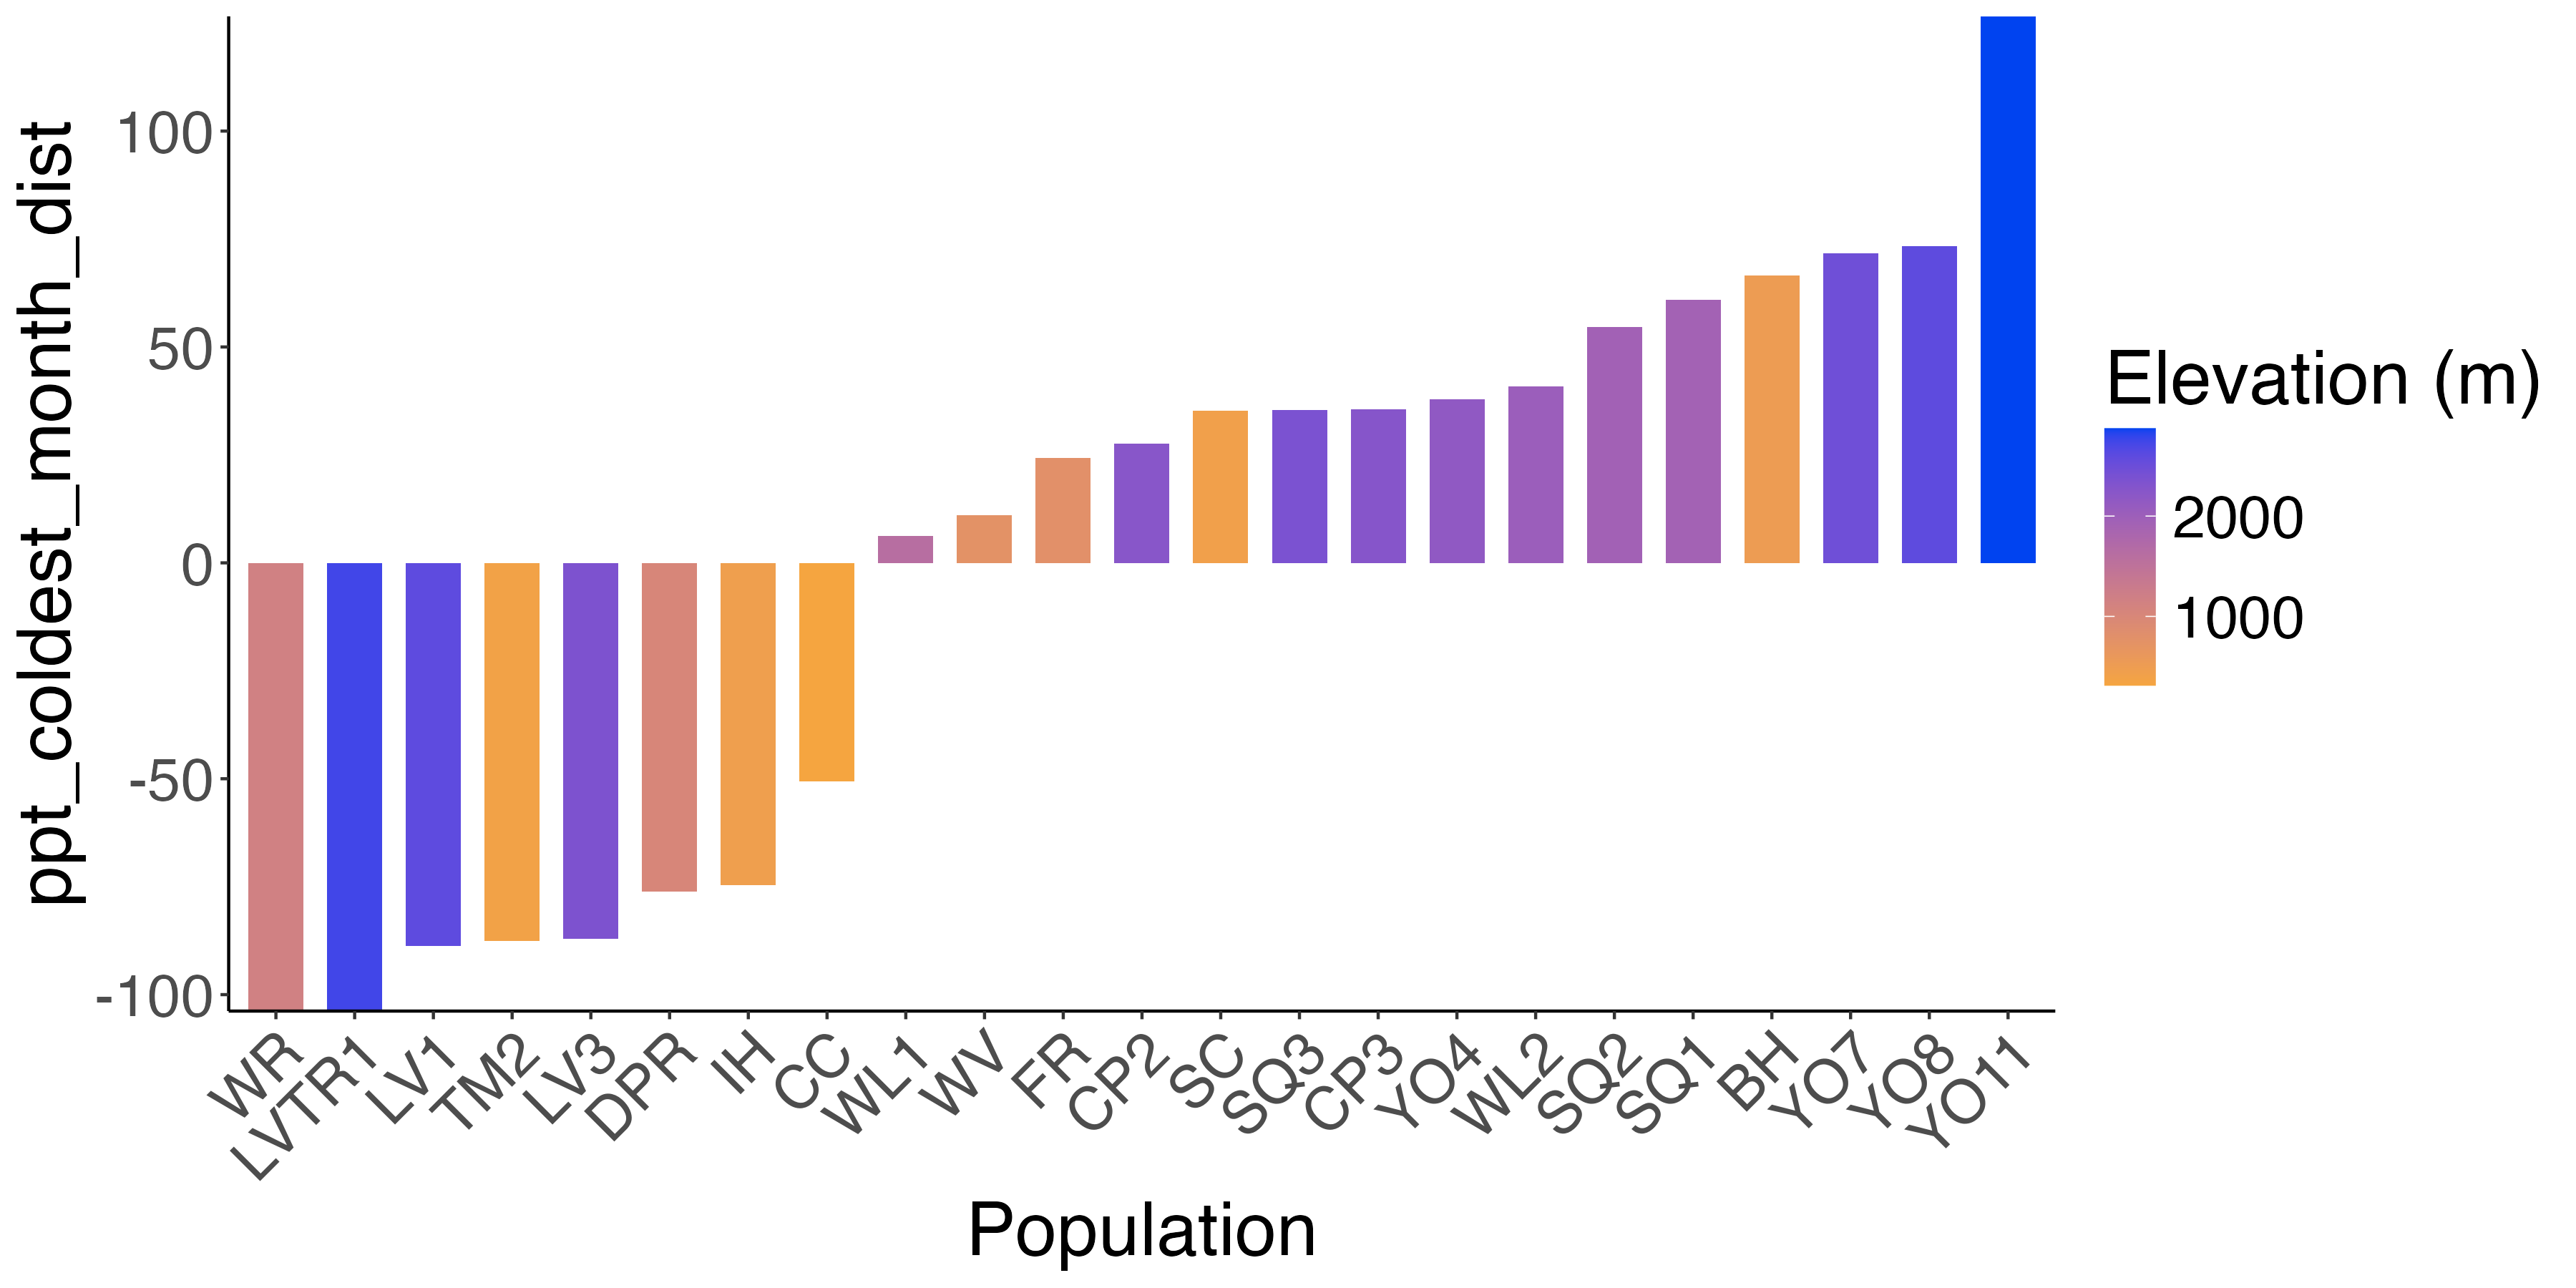 ppt_coldest_month_dist
100
50
0
-50
-100
WR
LVTR1
LV1
TM2
LV3
DPR
IH
CC
WL1
WV
FR
CP2
SC
SQ3
CP3
YO4
WL2
SQ2
SQ1
BH
YO7
YO8
YO11
Population
Elevation (m)
2000
1000